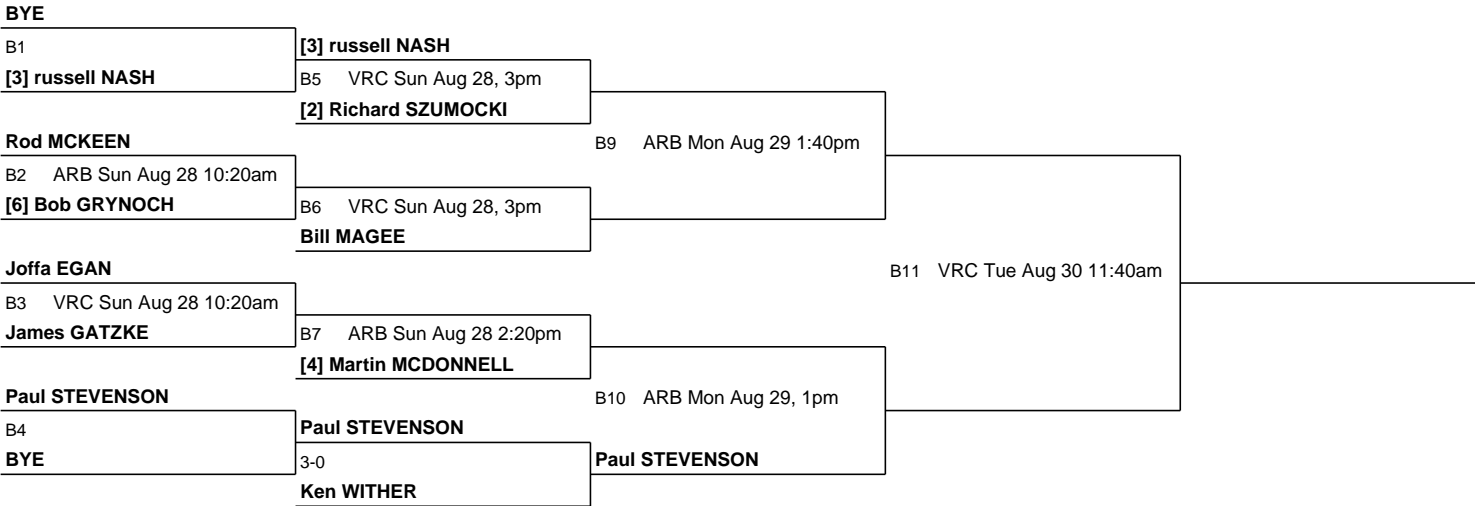 BYE
B1
[3] russell NASH
[3] russell NASH
B5 VRC Sun Aug 28, 3pm
[2] Richard SZUMOCKI
Rod MCKEEN
B2 ARB Sun Aug 28 10:20am
[6] Bob GRYNOCH
B6 VRC Sun Aug 28, 3pm
Bill MAGEE
B9 ARB Mon Aug 29 1:40pm
Joffa EGAN
B3 VRC Sun Aug 28 10:20am
James GATZKE
B7 ARB Sun Aug 28 2:20pm
[4] Martin MCDONNELL
Paul STEVENSON
B4
BYE
Paul STEVENSON
3-0
Ken WITHER
B10 ARB Mon Aug 29, 1pm
Paul STEVENSON
B11 VRC Tue Aug 30 11:40am